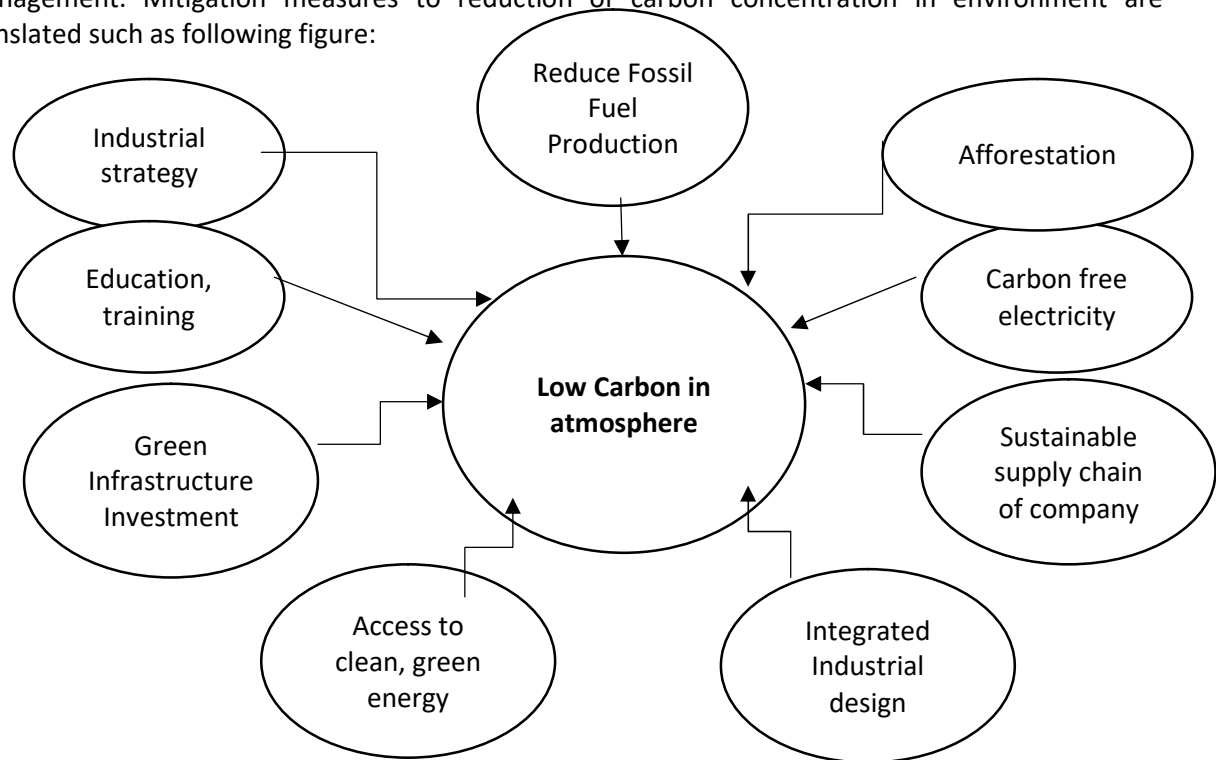 Mitigation measures to reduction of carbon concentration in environment are
such as following figure:
Reduce Fossil
Fuel
Production
Industrial
strategy
Afforestation
Education,
training
Carbon free
electricity
Low Carbon in
atmosphere
Green
Infrastructure
Investment
Sustainable
supply chain
of company
Access to
clean, green
energy
Integrated
Industrial
design